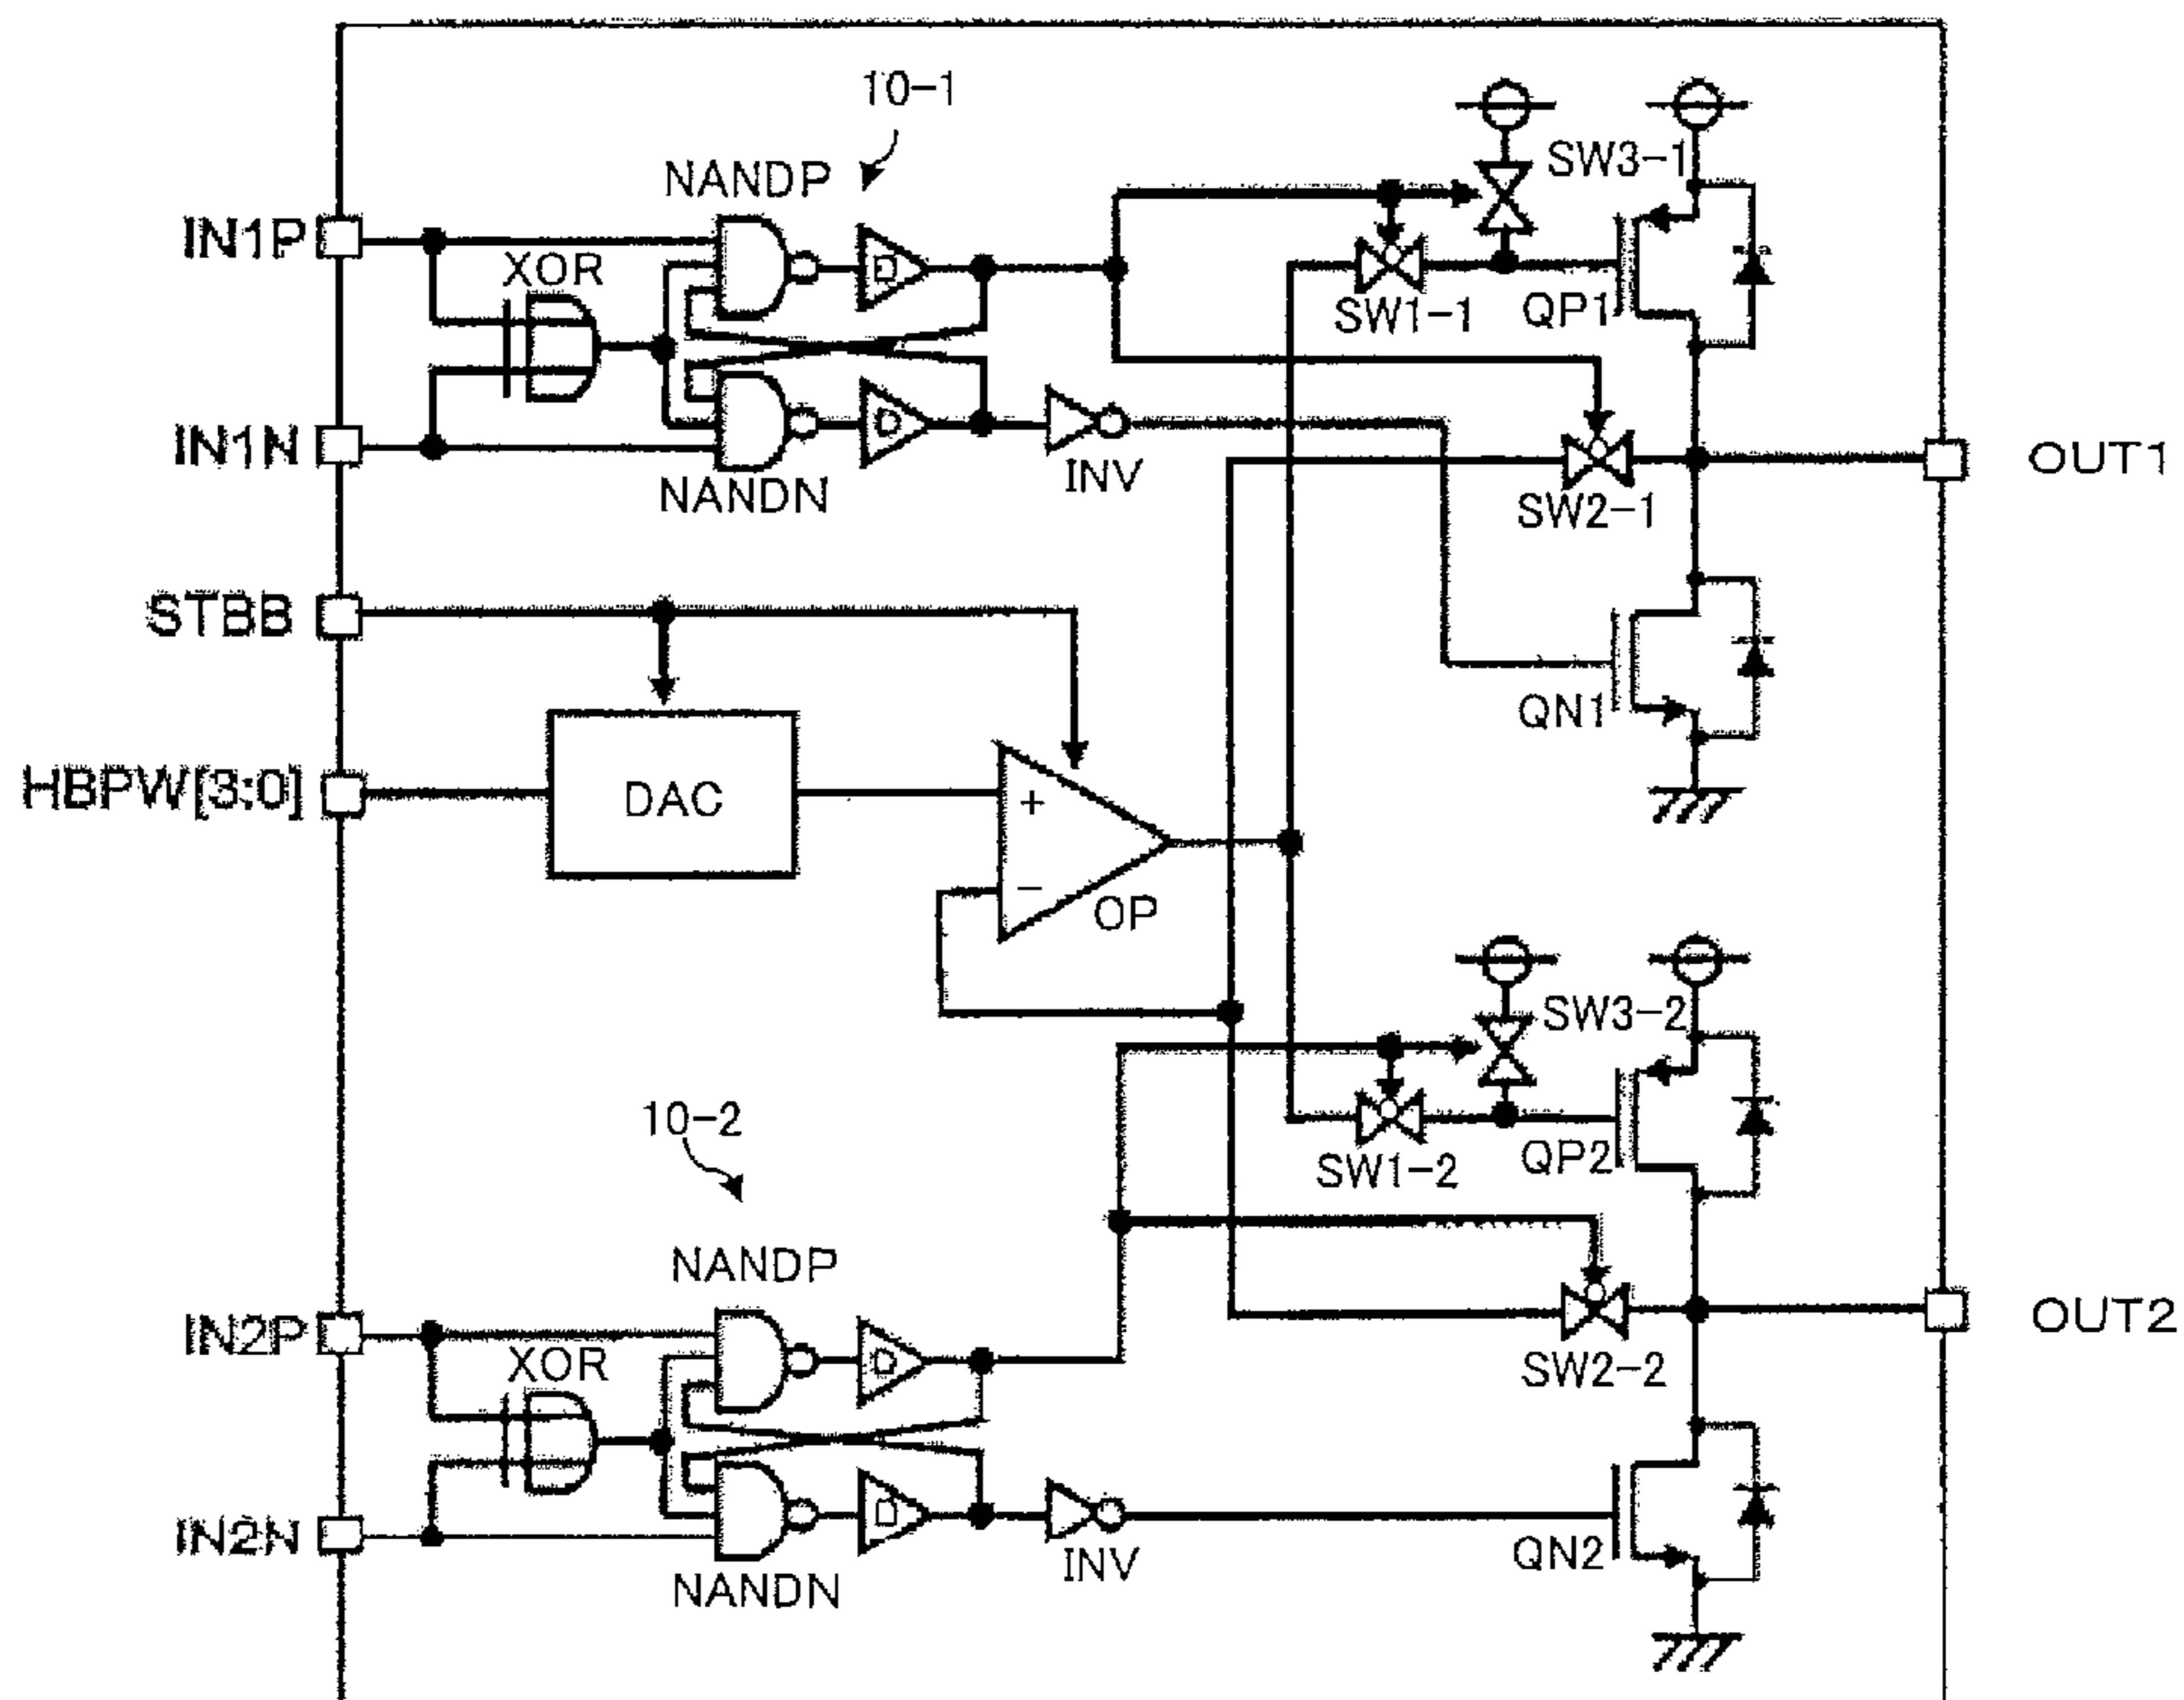 10-1
NANDP
SW3-1
IN1P
XOR
D
SW1-1
QP1
IN1N
D
INV
NANDN
SW2-1
OUT1
STBB
QN1
HBPW[3:0]
DAC
+
−
OP
SW3-2
10-2
SW1-2
QP2
NANDP
IN2P
XOR
D
SW2-2
OUT2
IN2N
D
INV
NANDN
QN2